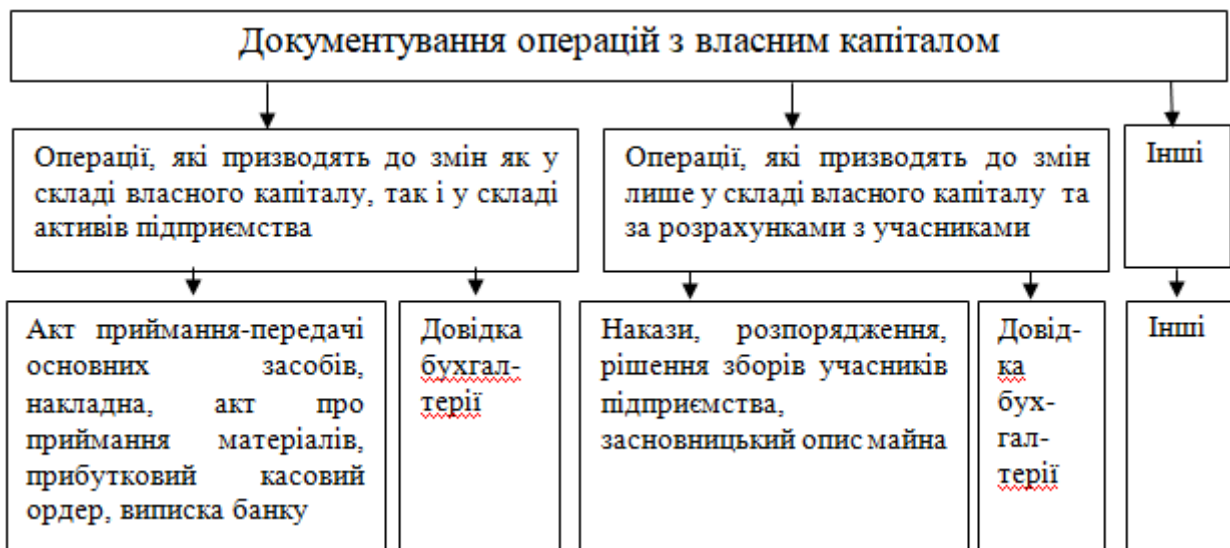 Документування операцій з власним капіталом
Операції, які призводять до змін як у
складі власного капіталу, так і у складі
активів підприємства
Операції, які призводять до змін
лише у складі власного капіталу та
за розрахунками з учасниками
Інші
Акт приймання-передачі
основних засобів,
накладна, акт про
приймання матеріалів,
прибутковий касовий
ордер, виписка банку
Довідка
бухгал-
терії
Накази, розпорядження,
рішення зборів учасників
підприємства,
засновницький опис майна
Довід-
ка
бух-
гал-
терії
Інші